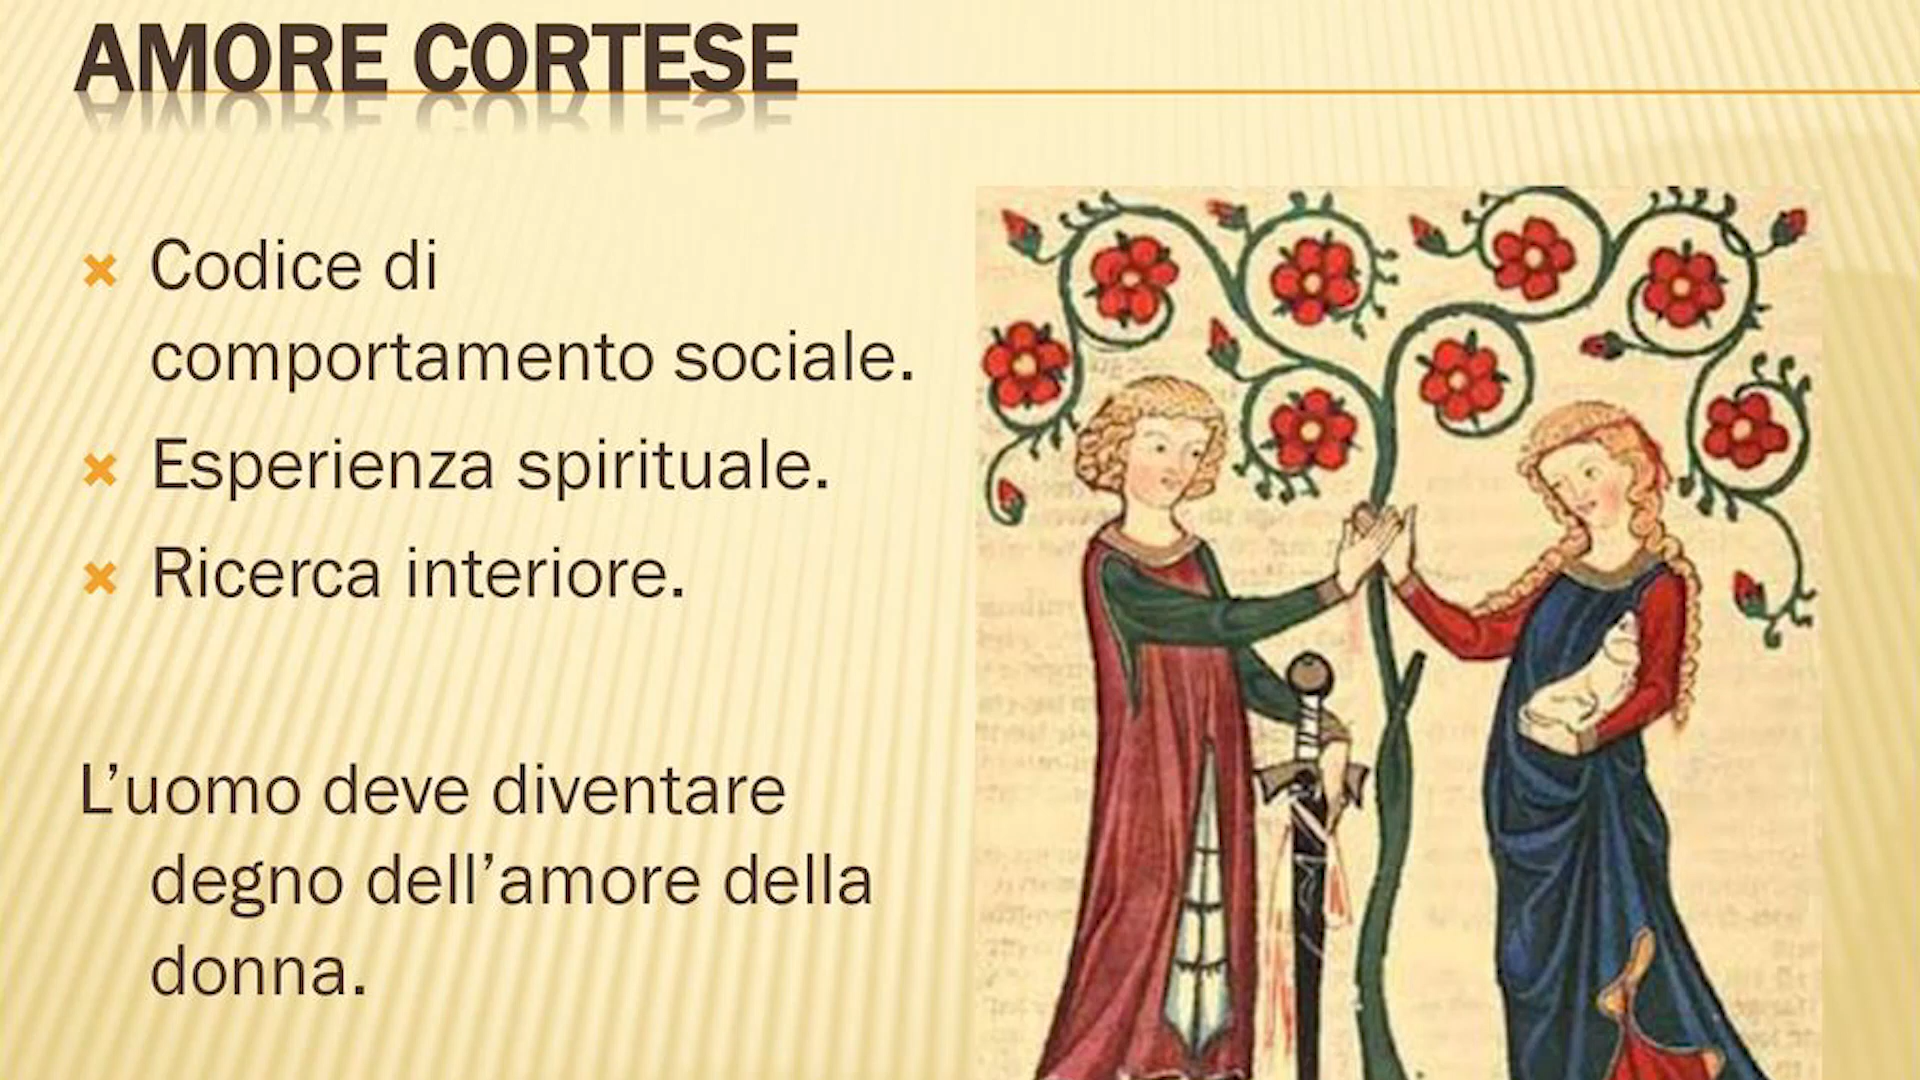 AMORE CORTESE
Codice di
comportamento sociale.
Esperienza spirituale.
Ricerca interiore.
L’uomo deve diventare
degno dell’amore della
donna.